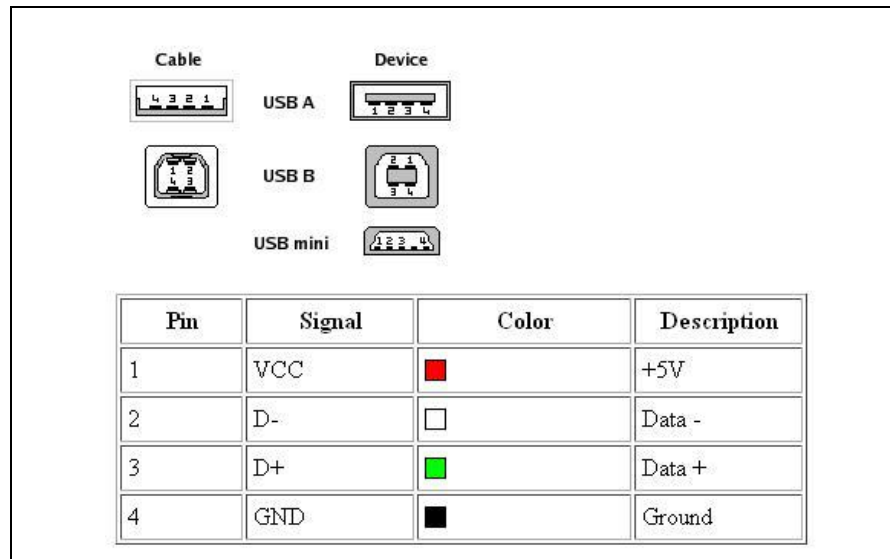 Cable Device
4 3 2 1 USB A 1 2 3 4
1 2 USB B 2 1
4 3 3 4
USB mini 1 2 3 4
Pin Signal Color Description
1 VCC +5V
2 D- Data -
3 D+ Data +
4 GND Ground